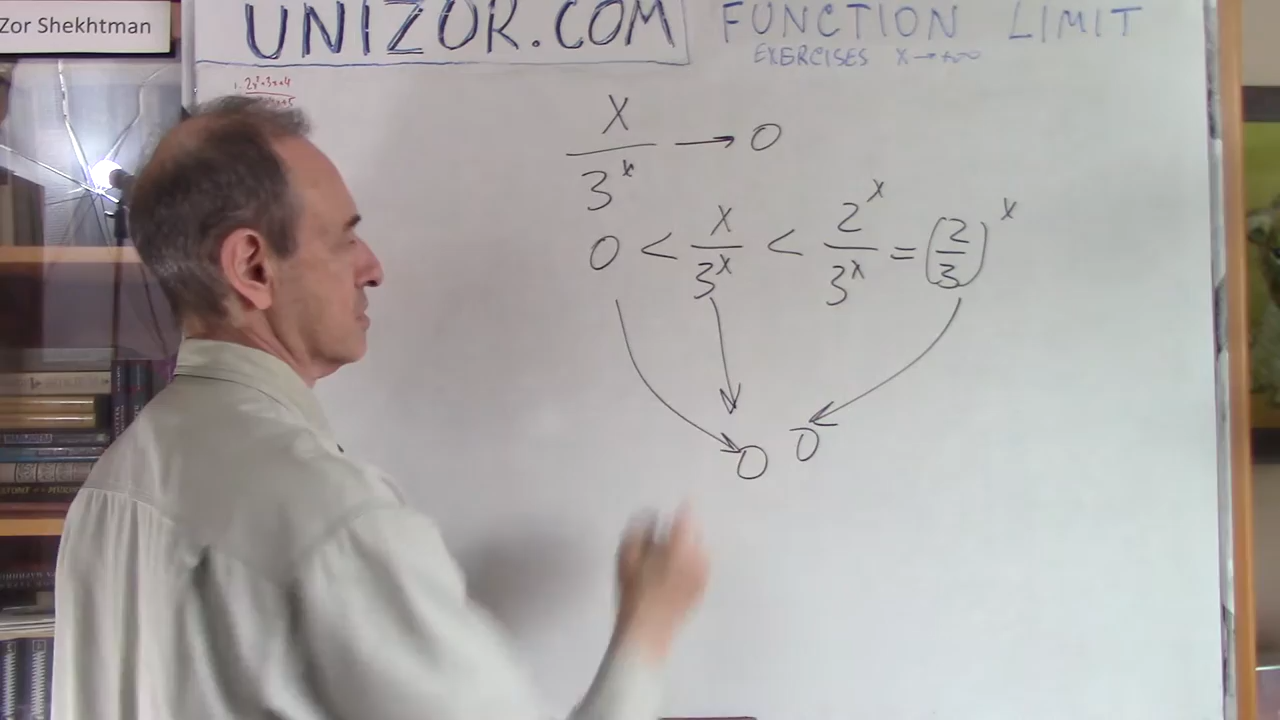 Zor Shekhtman
UNIZOR.COM
FUNCTION LIMIT
EXERCISES x→+∞
x/3^x → 0
0 < x/3^x < 2^x/3^x = (2/3)^x
0 0